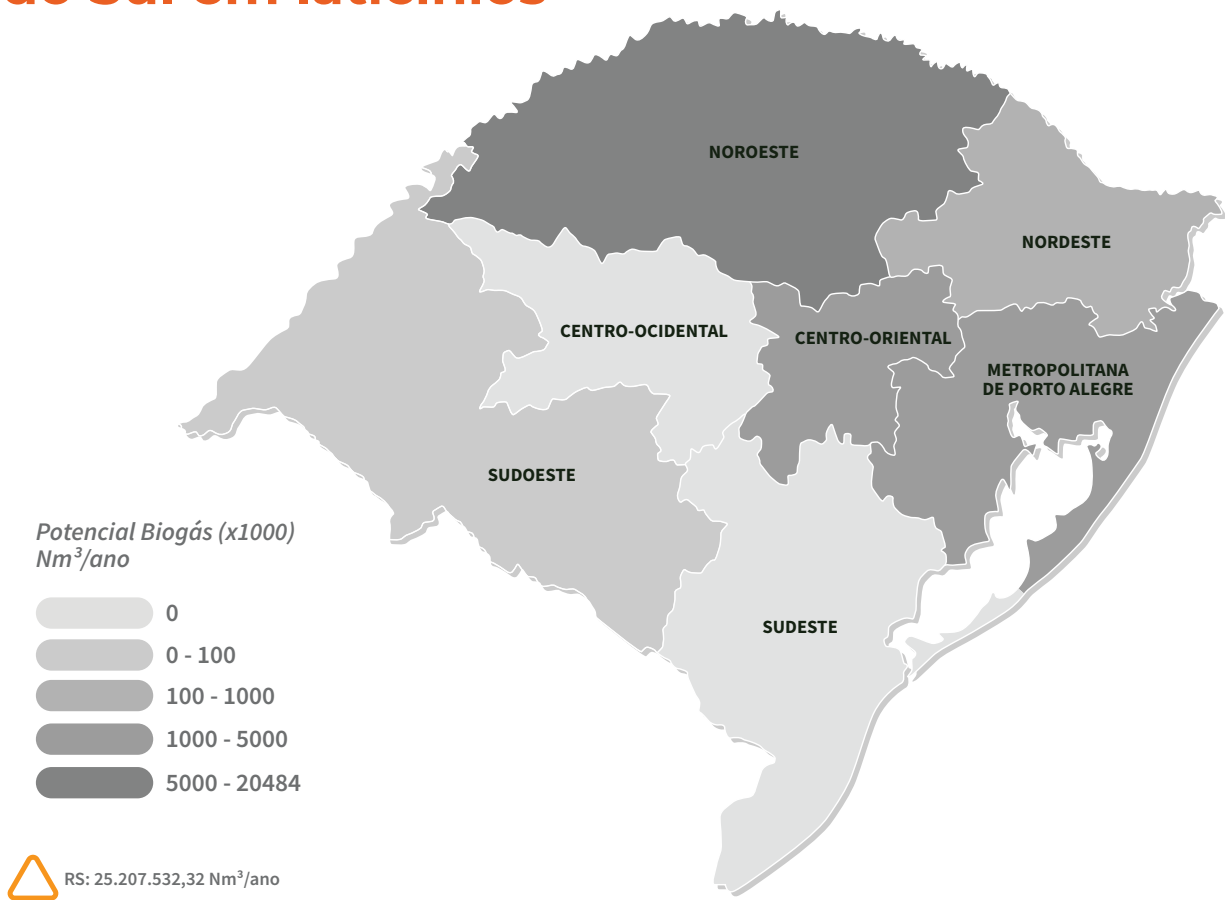 NOROESTE
NORDESTE
CENTRO-OCIDENTAL
CENTRO-ORIENTAL
METROPOLITANA
DE PORTO ALEGRE
SUDOESTE
SUDESTE
Potencial Biogás (x1000)
Nm³/ano
0
0 - 100
100 - 1000
1000 - 5000
5000 - 20484
RS: 25.207.532,32 Nm³/ano